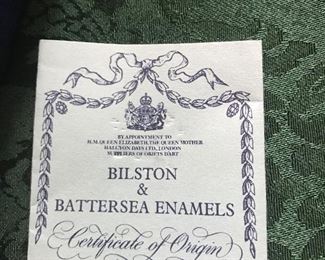 BY APPOINTMENT TO
H.M. QUEEN ELIZABETH, THE QUEEN MOTHER
HALCYON DAYS LTD., LONDON
SUPPLIERS OF OBJETS D'ART
BILSTON
&
BATTERSEA ENAMELS
Certificate of Origin